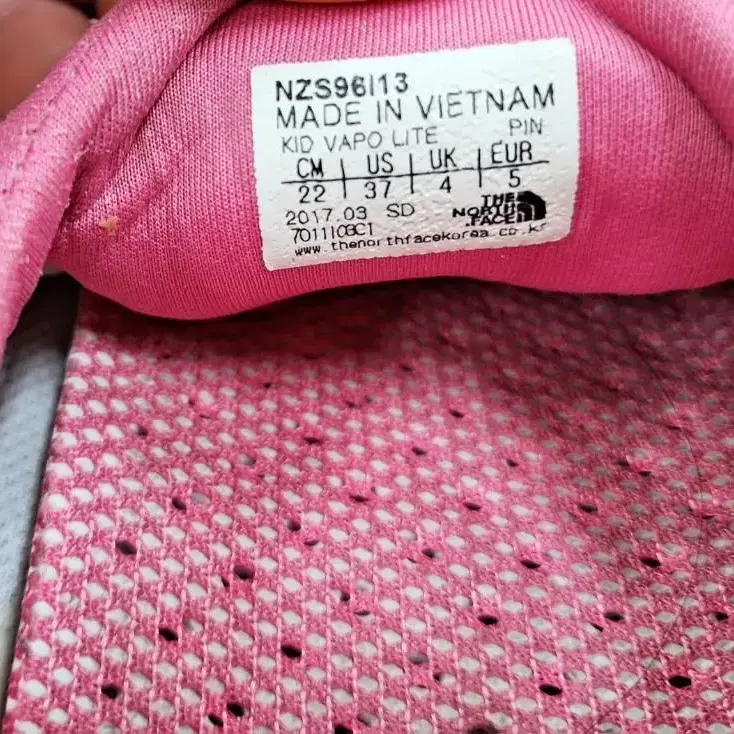 NZS96I13
MADE IN VIETNAM
KID VAPO LITE PIN
CM US UK EUR
22 37 4 5
2017.03 SD
THE NORTH FACE
7011103C1
www.thenorthfacekorea.co.kr